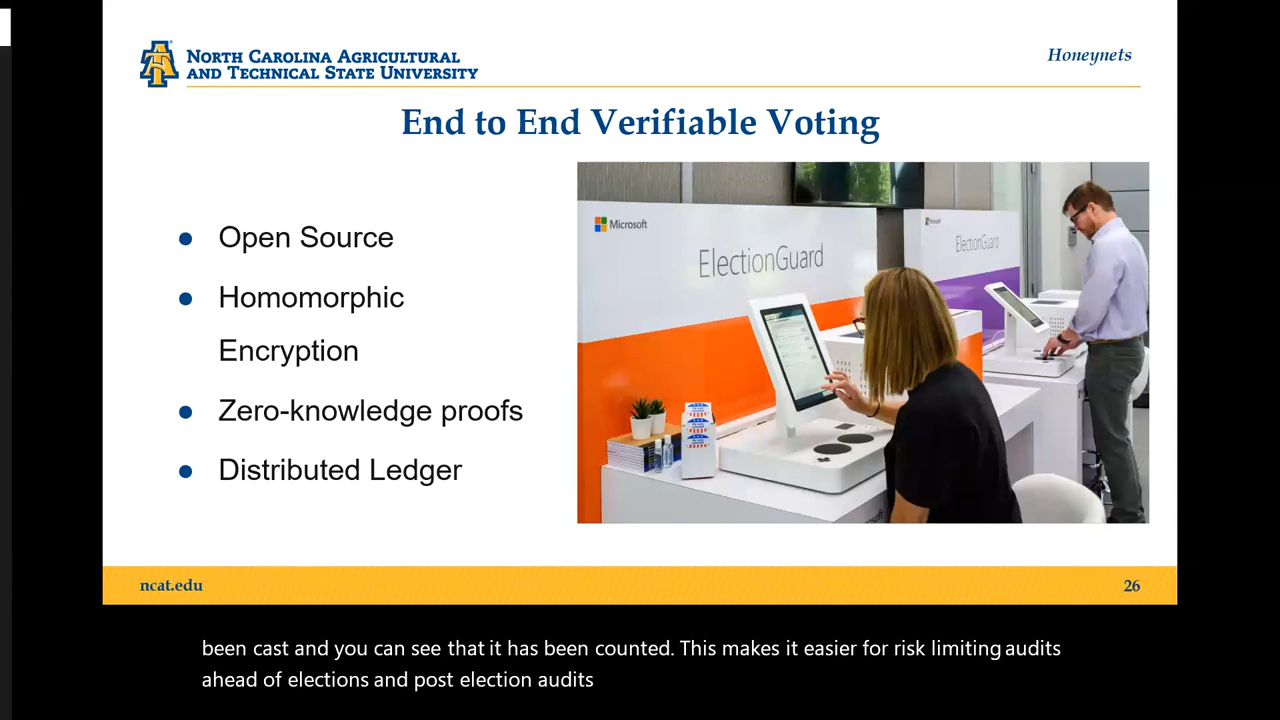 NORTH CAROLINA AGRICULTURAL
AND TECHNICAL STATE UNIVERSITY
Honeynets
End to End Verifiable Voting
● Open Source
● Homomorphic
Encryption
● Zero-knowledge proofs
● Distributed Ledger
Microsoft
ElectionGuard
Microsoft
ElectionGuard
ncat.edu
26
been cast and you can see that it has been counted. This makes it easier for risk limiting audits
ahead of elections and post election audits